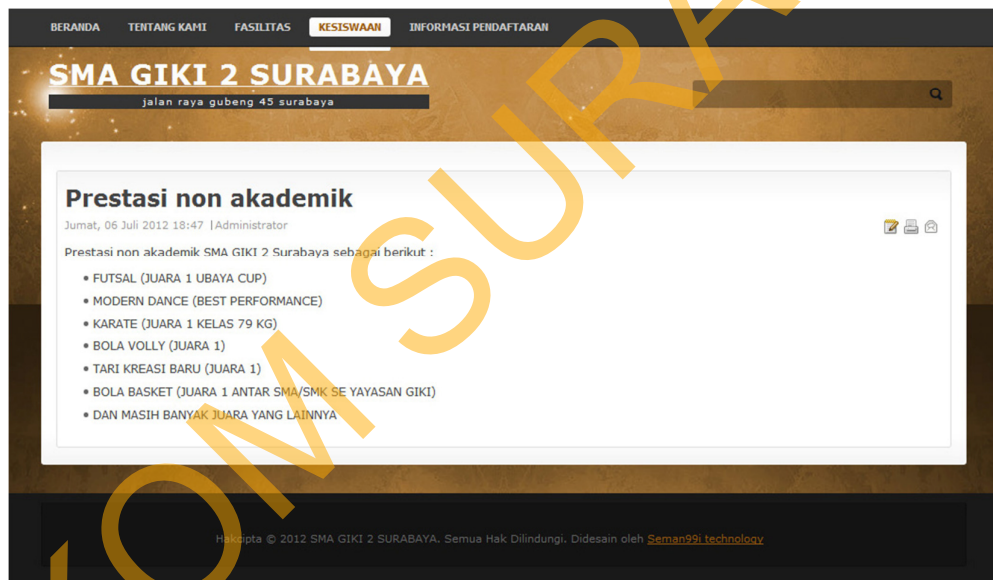 BERANDA TENTANG KAMI FASILITAS KESISWAAN INFORMASI PENDAFTARAN
SMA GIKI 2 SURABAYA
jalan raya gubeng 45 surabaya
Prestasi non akademik
Jumat, 06 Juli 2012 18:47 | Administrator
Prestasi non akademik SMA GIKI 2 Surabaya sebagai berikut :
• FUTSAL (JUARA 1 UBAYA CUP)
• MODERN DANCE (BEST PERFORMANCE)
• KARATE (JUARA 1 KELAS 79 KG)
• BOLA VOLLY (JUARA 1)
• TARI KREASI BARU (JUARA 1)
• BOLA BASKET (JUARA 1 ANTAR SMA/SMK SE YAYASAN GIKI)
• DAN MASIH BANYAK JUARA YANG LAINNYA
Hakcipta © 2012 SMA GIKI 2 SURABAYA. Semua Hak Dilindungi. Didesain oleh Seman99i technology
KOM SURA